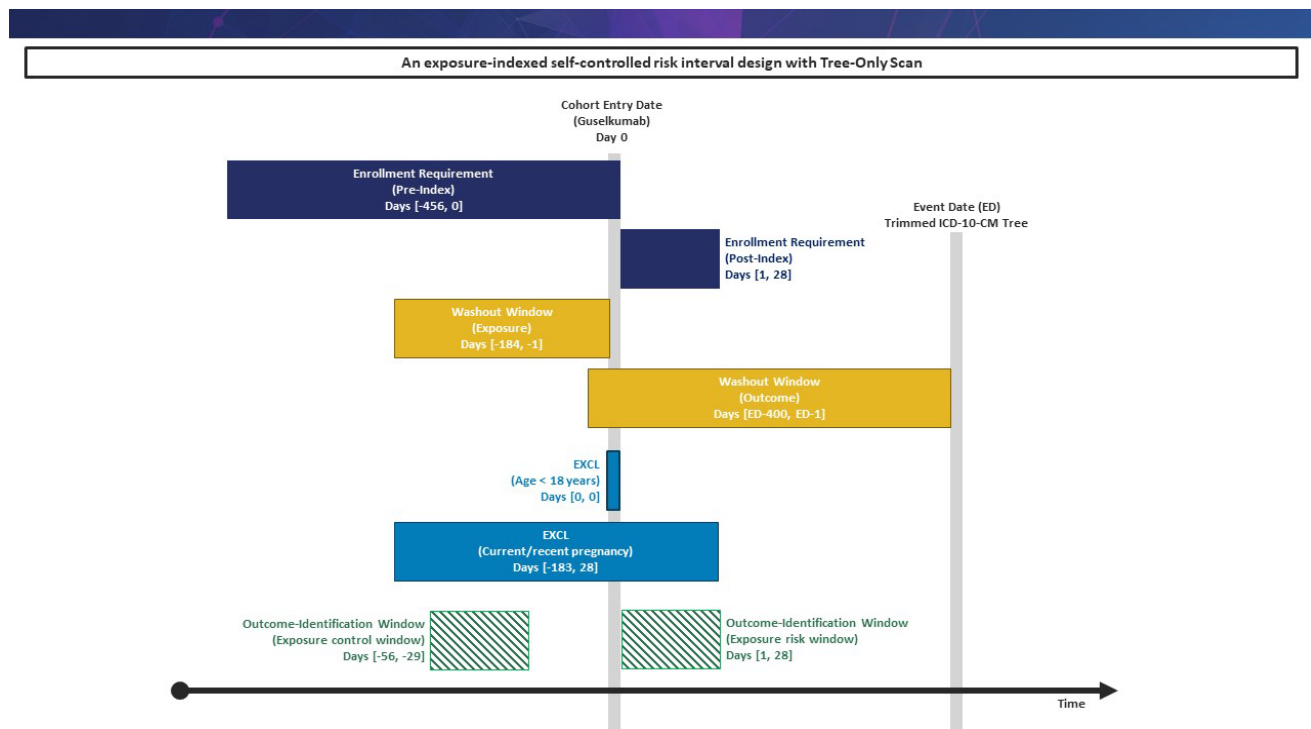 An exposure-indexed self-controlled risk interval design with Tree-Only Scan
Cohort Entry Date
(Guselkumab)
Day 0
Enrollment Requirement
(Pre-Index)
Days [-456, 0]
Event Date (ED)
Trimmed ICD-10-CM Tree
Enrollment Requirement
(Post-Index)
Days [1, 28]
Washout Window
(Exposure)
Days [-184, -1]
Washout Window
(Outcome)
Days [ED-400, ED-1]
EXCL
(Age < 18 years)
Days [0, 0]
EXCL
(Current/recent pregnancy)
Days [-183, 28]
Outcome-Identification Window
(Exposure control window)
Days [-56, -29]
Outcome-Identification Window
(Exposure risk window)
Days [1, 28]
Time